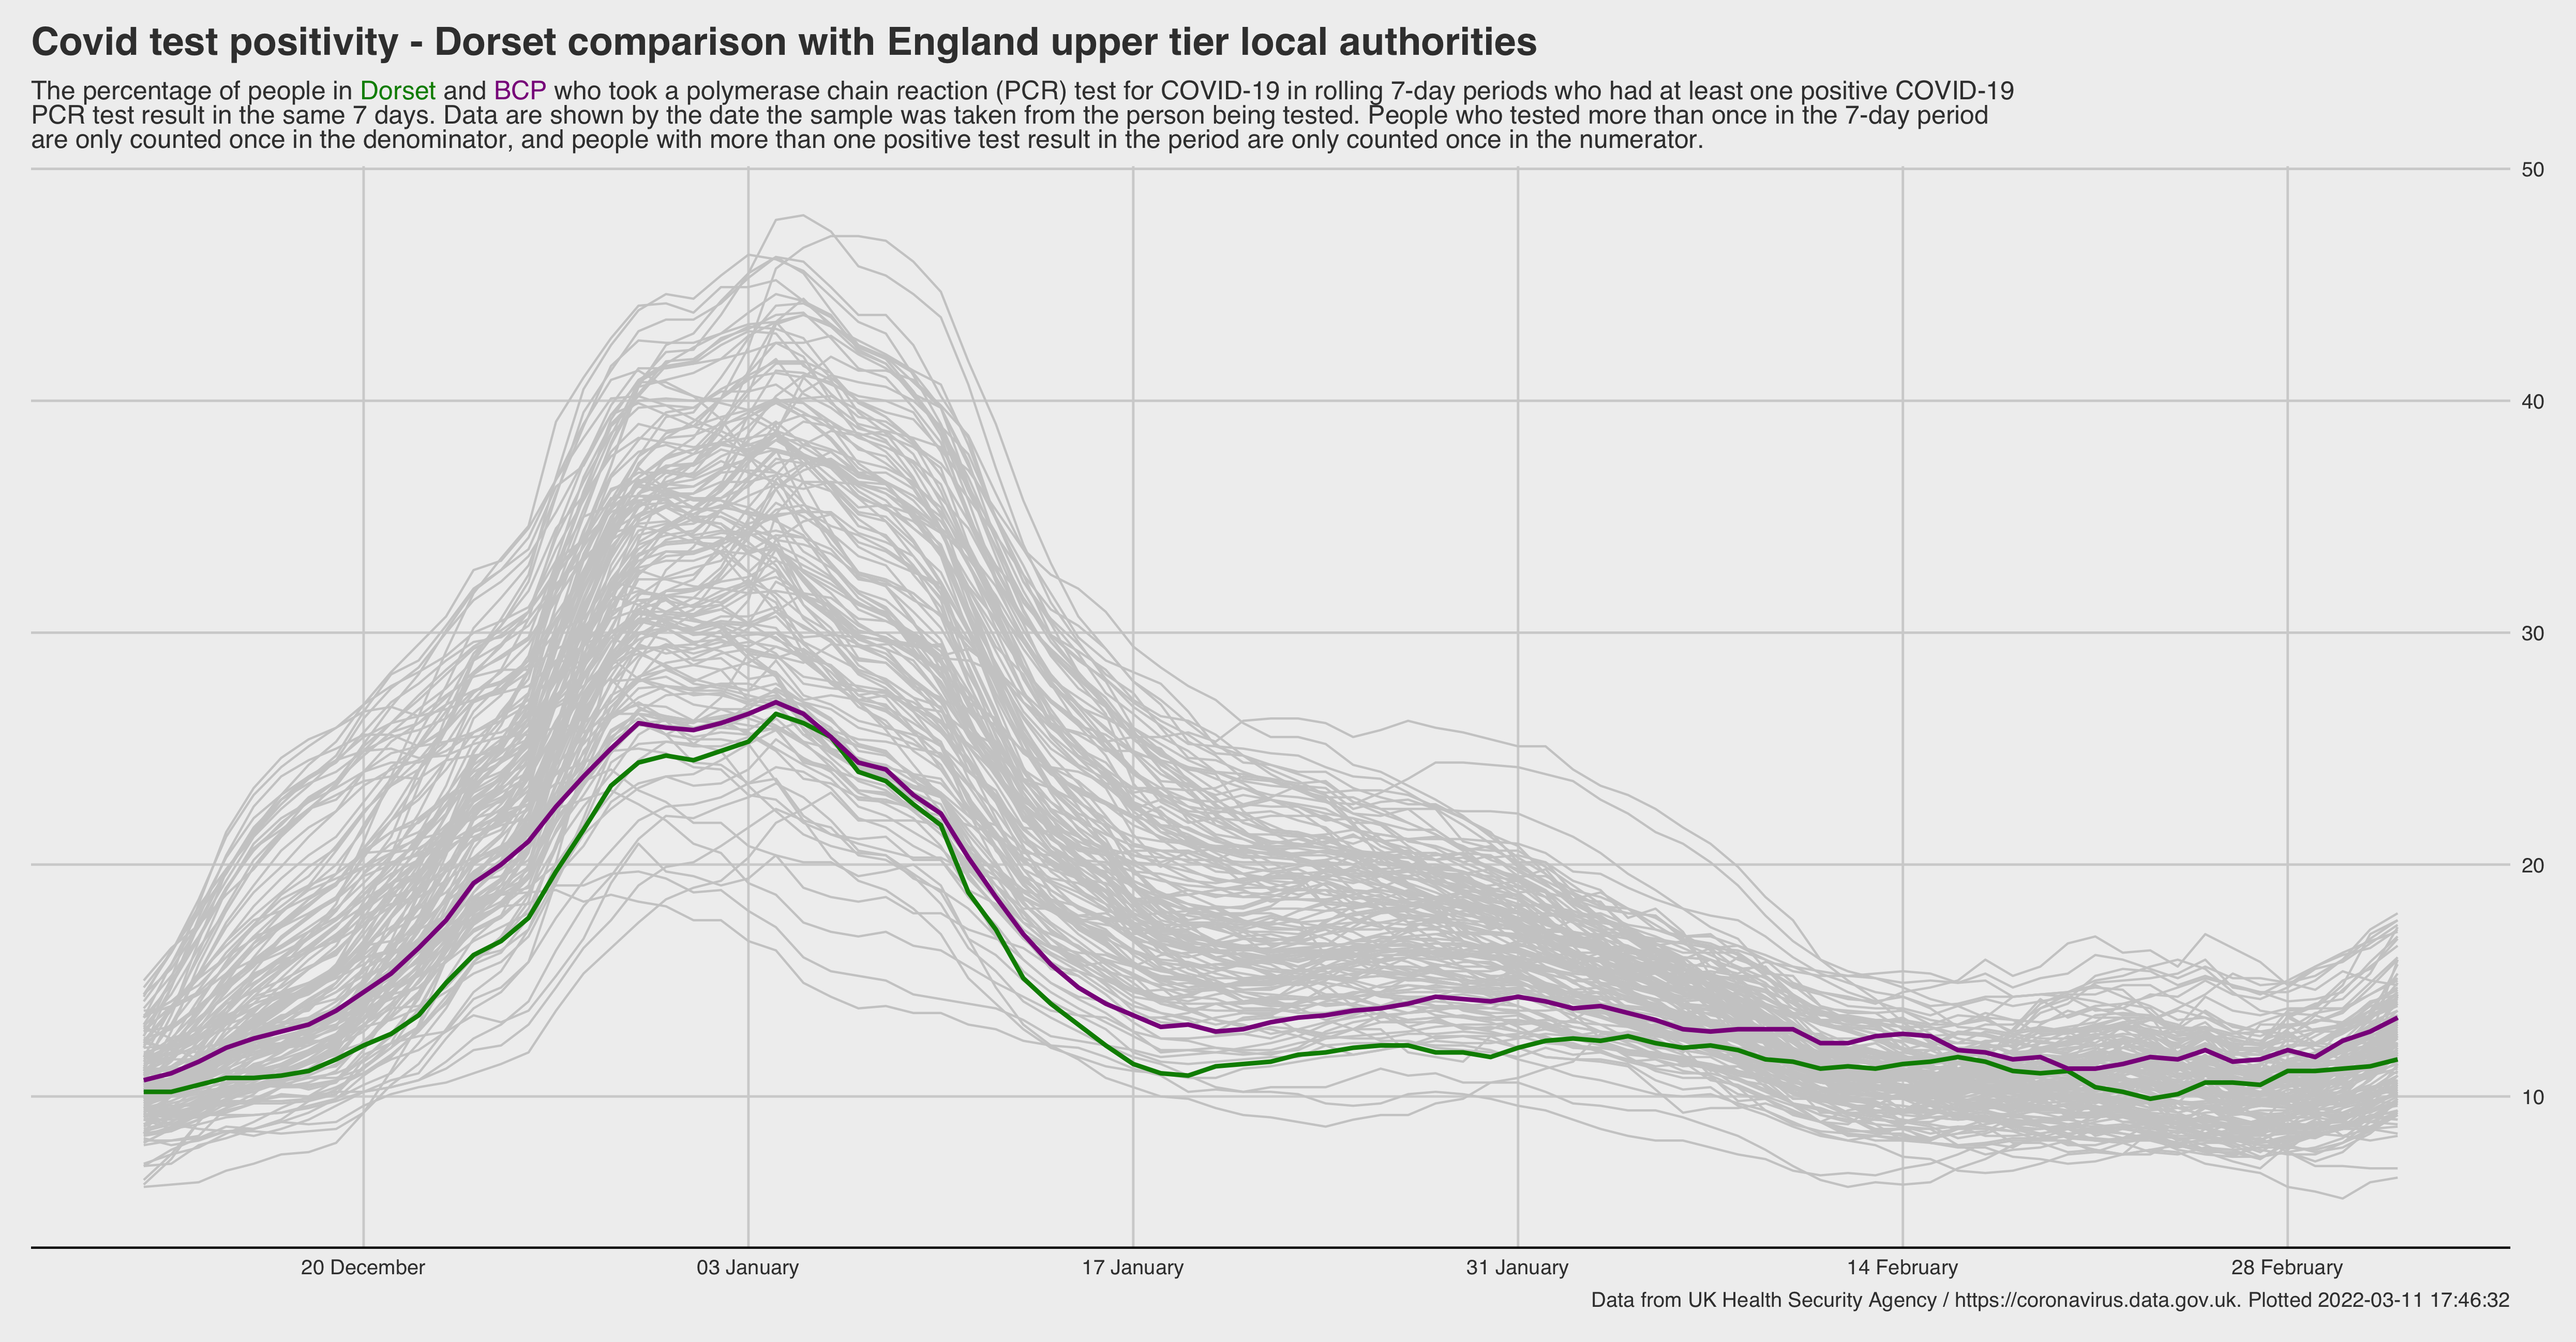 Covid test positivity - Dorset comparison with England upper tier local authorities
The percentage of people in Dorset and BCP who took a polymerase chain reaction (PCR) test for COVID-19 in rolling 7-day periods who had at least one positive COVID-19
PCR test result in the same 7 days. Data are shown by the date the sample was taken from the person being tested. People who tested more than once in the 7-day period
are only counted once in the denominator, and people with more than one positive test result in the period are only counted once in the numerator.
50
40
30
20
10
20 December
03 January
17 January
31 January
14 February
28 February
Data from UK Health Security Agency / https://coronavirus.data.gov.uk. Plotted 2022-03-11 17:46:32